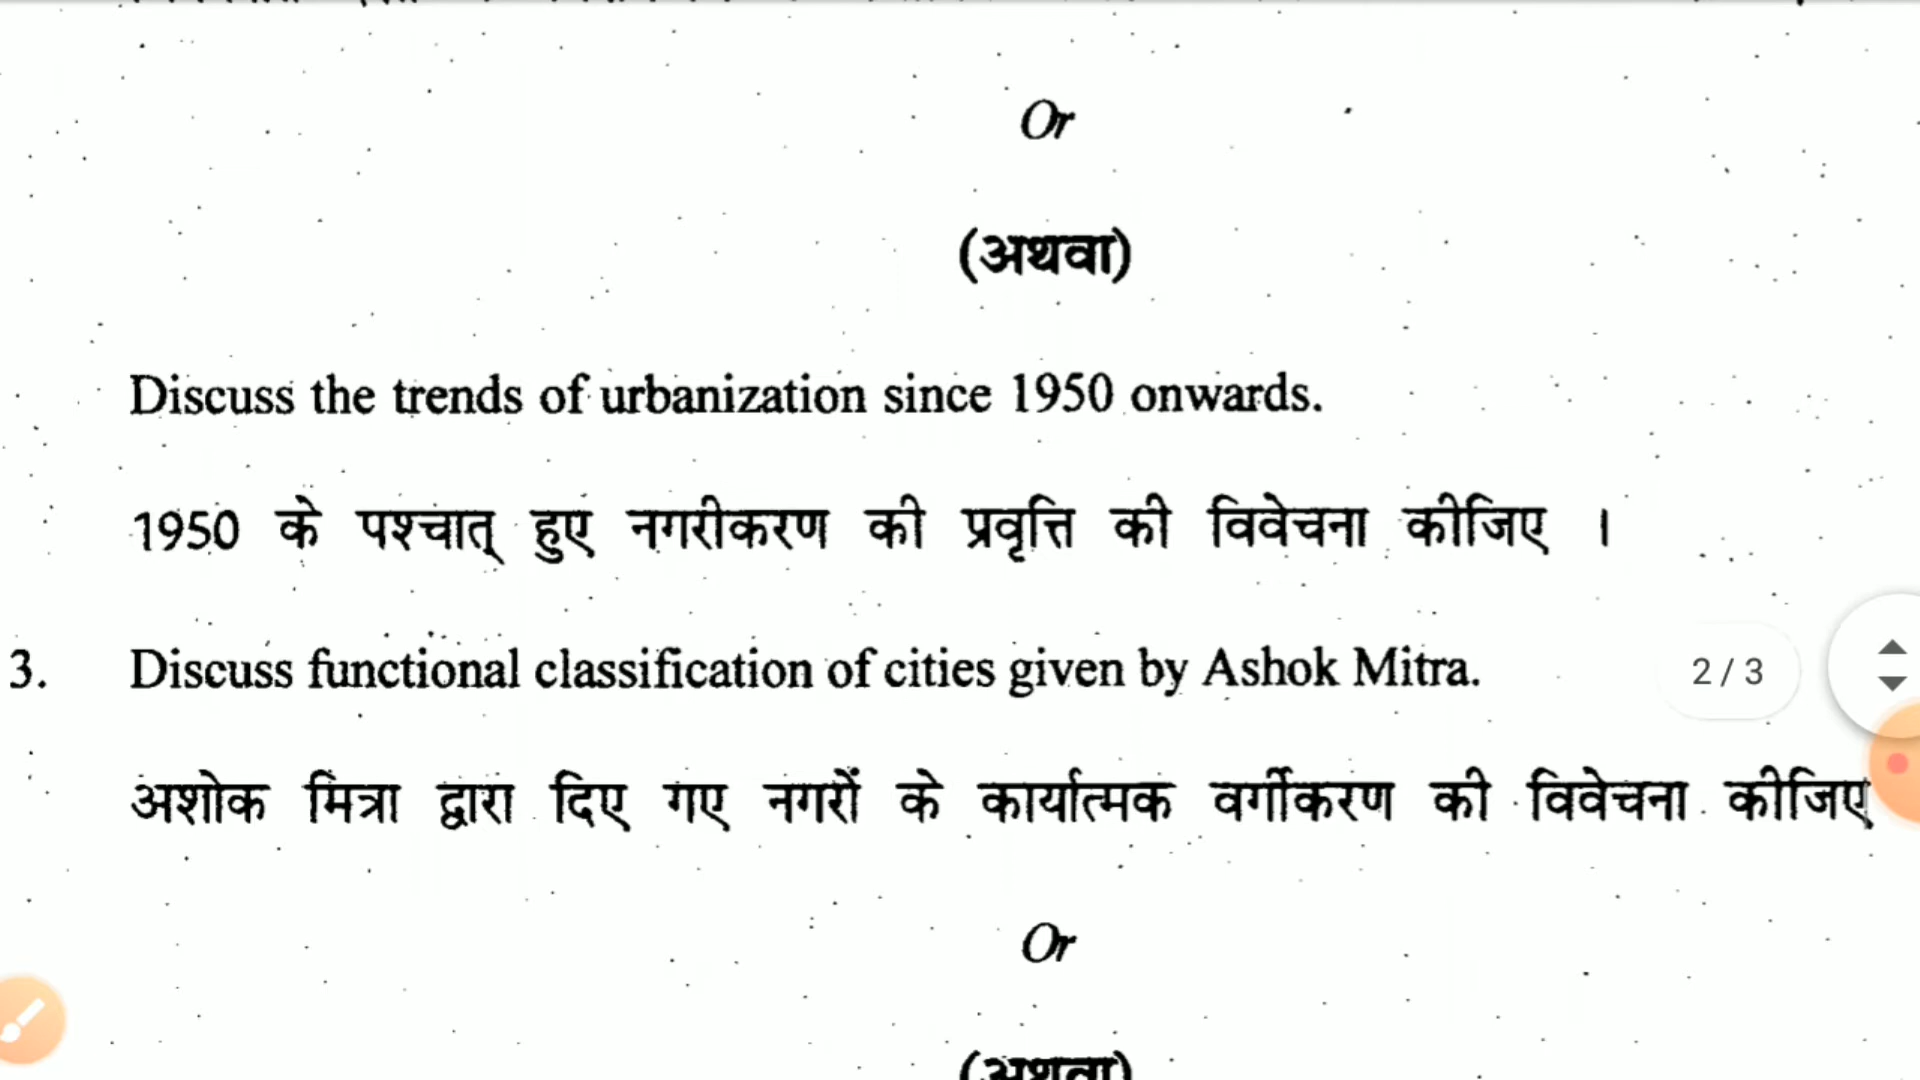 Or
(अथवा)
Discuss the trends of urbanization since 1950 onwards.
1950 के पश्चात् हुए नगरीकरण की प्रवृत्ति की विवेचना कीजिए ।
3. Discuss functional classification of cities given by Ashok Mitra.
2 / 3
अशोक मित्रा द्वारा दिए गए नगरों के कार्यात्मक वर्गीकरण की विवेचना कीजिए
Or
(अथवा)